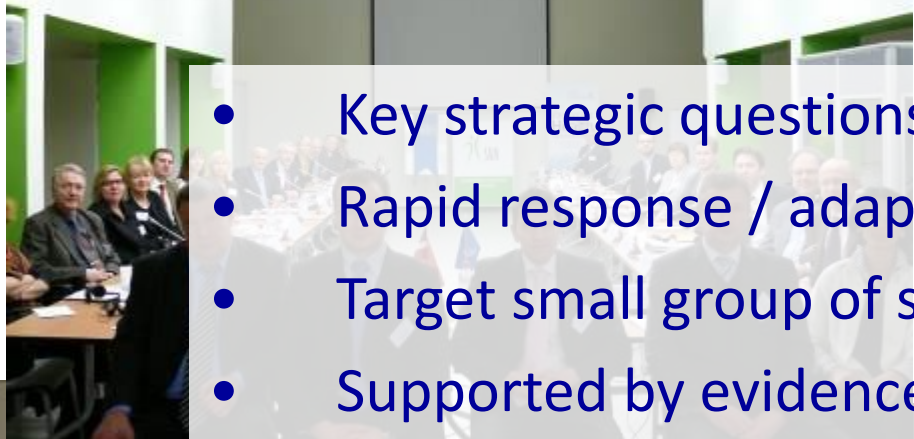 • Key strategic questions
• Rapid response / adap
• Target small group of s
• Supported by evidence